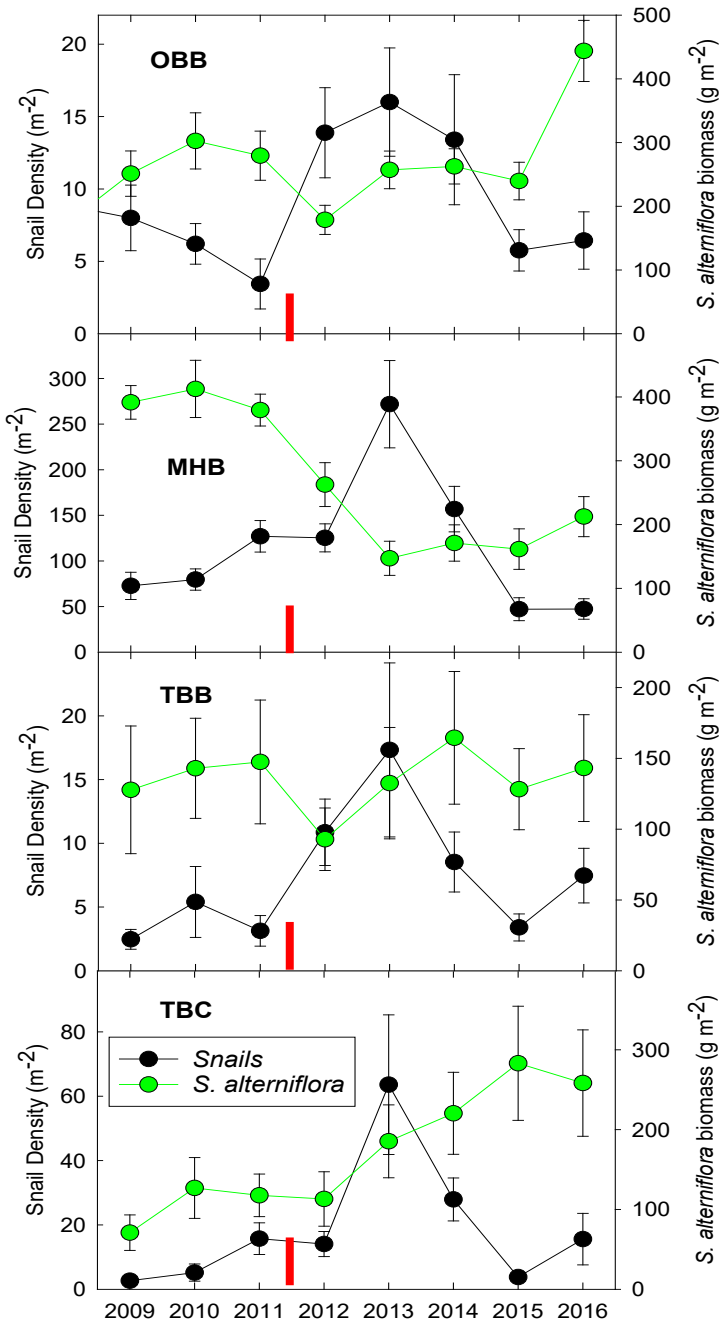 OBB
Snail Density (m-2)
20
15
10
5
0
500
400
300
200
100
0
S. alterniflora biomass (g m-2)
MHB
Snail Density (m-2)
300
250
200
150
100
50
0
400
300
200
100
0
S. alterniflora biomass (g m-2)
TBB
Snail Density (m-2)
20
15
10
5
0
200
150
100
50
0
S. alterniflora biomass (g m-2)
TBC
Snails
S. alterniflora
Snail Density (m-2)
80
60
40
20
0
300
200
100
0
S. alterniflora biomass (g m-2)
2009 2010 2011 2012 2013 2014 2015 2016